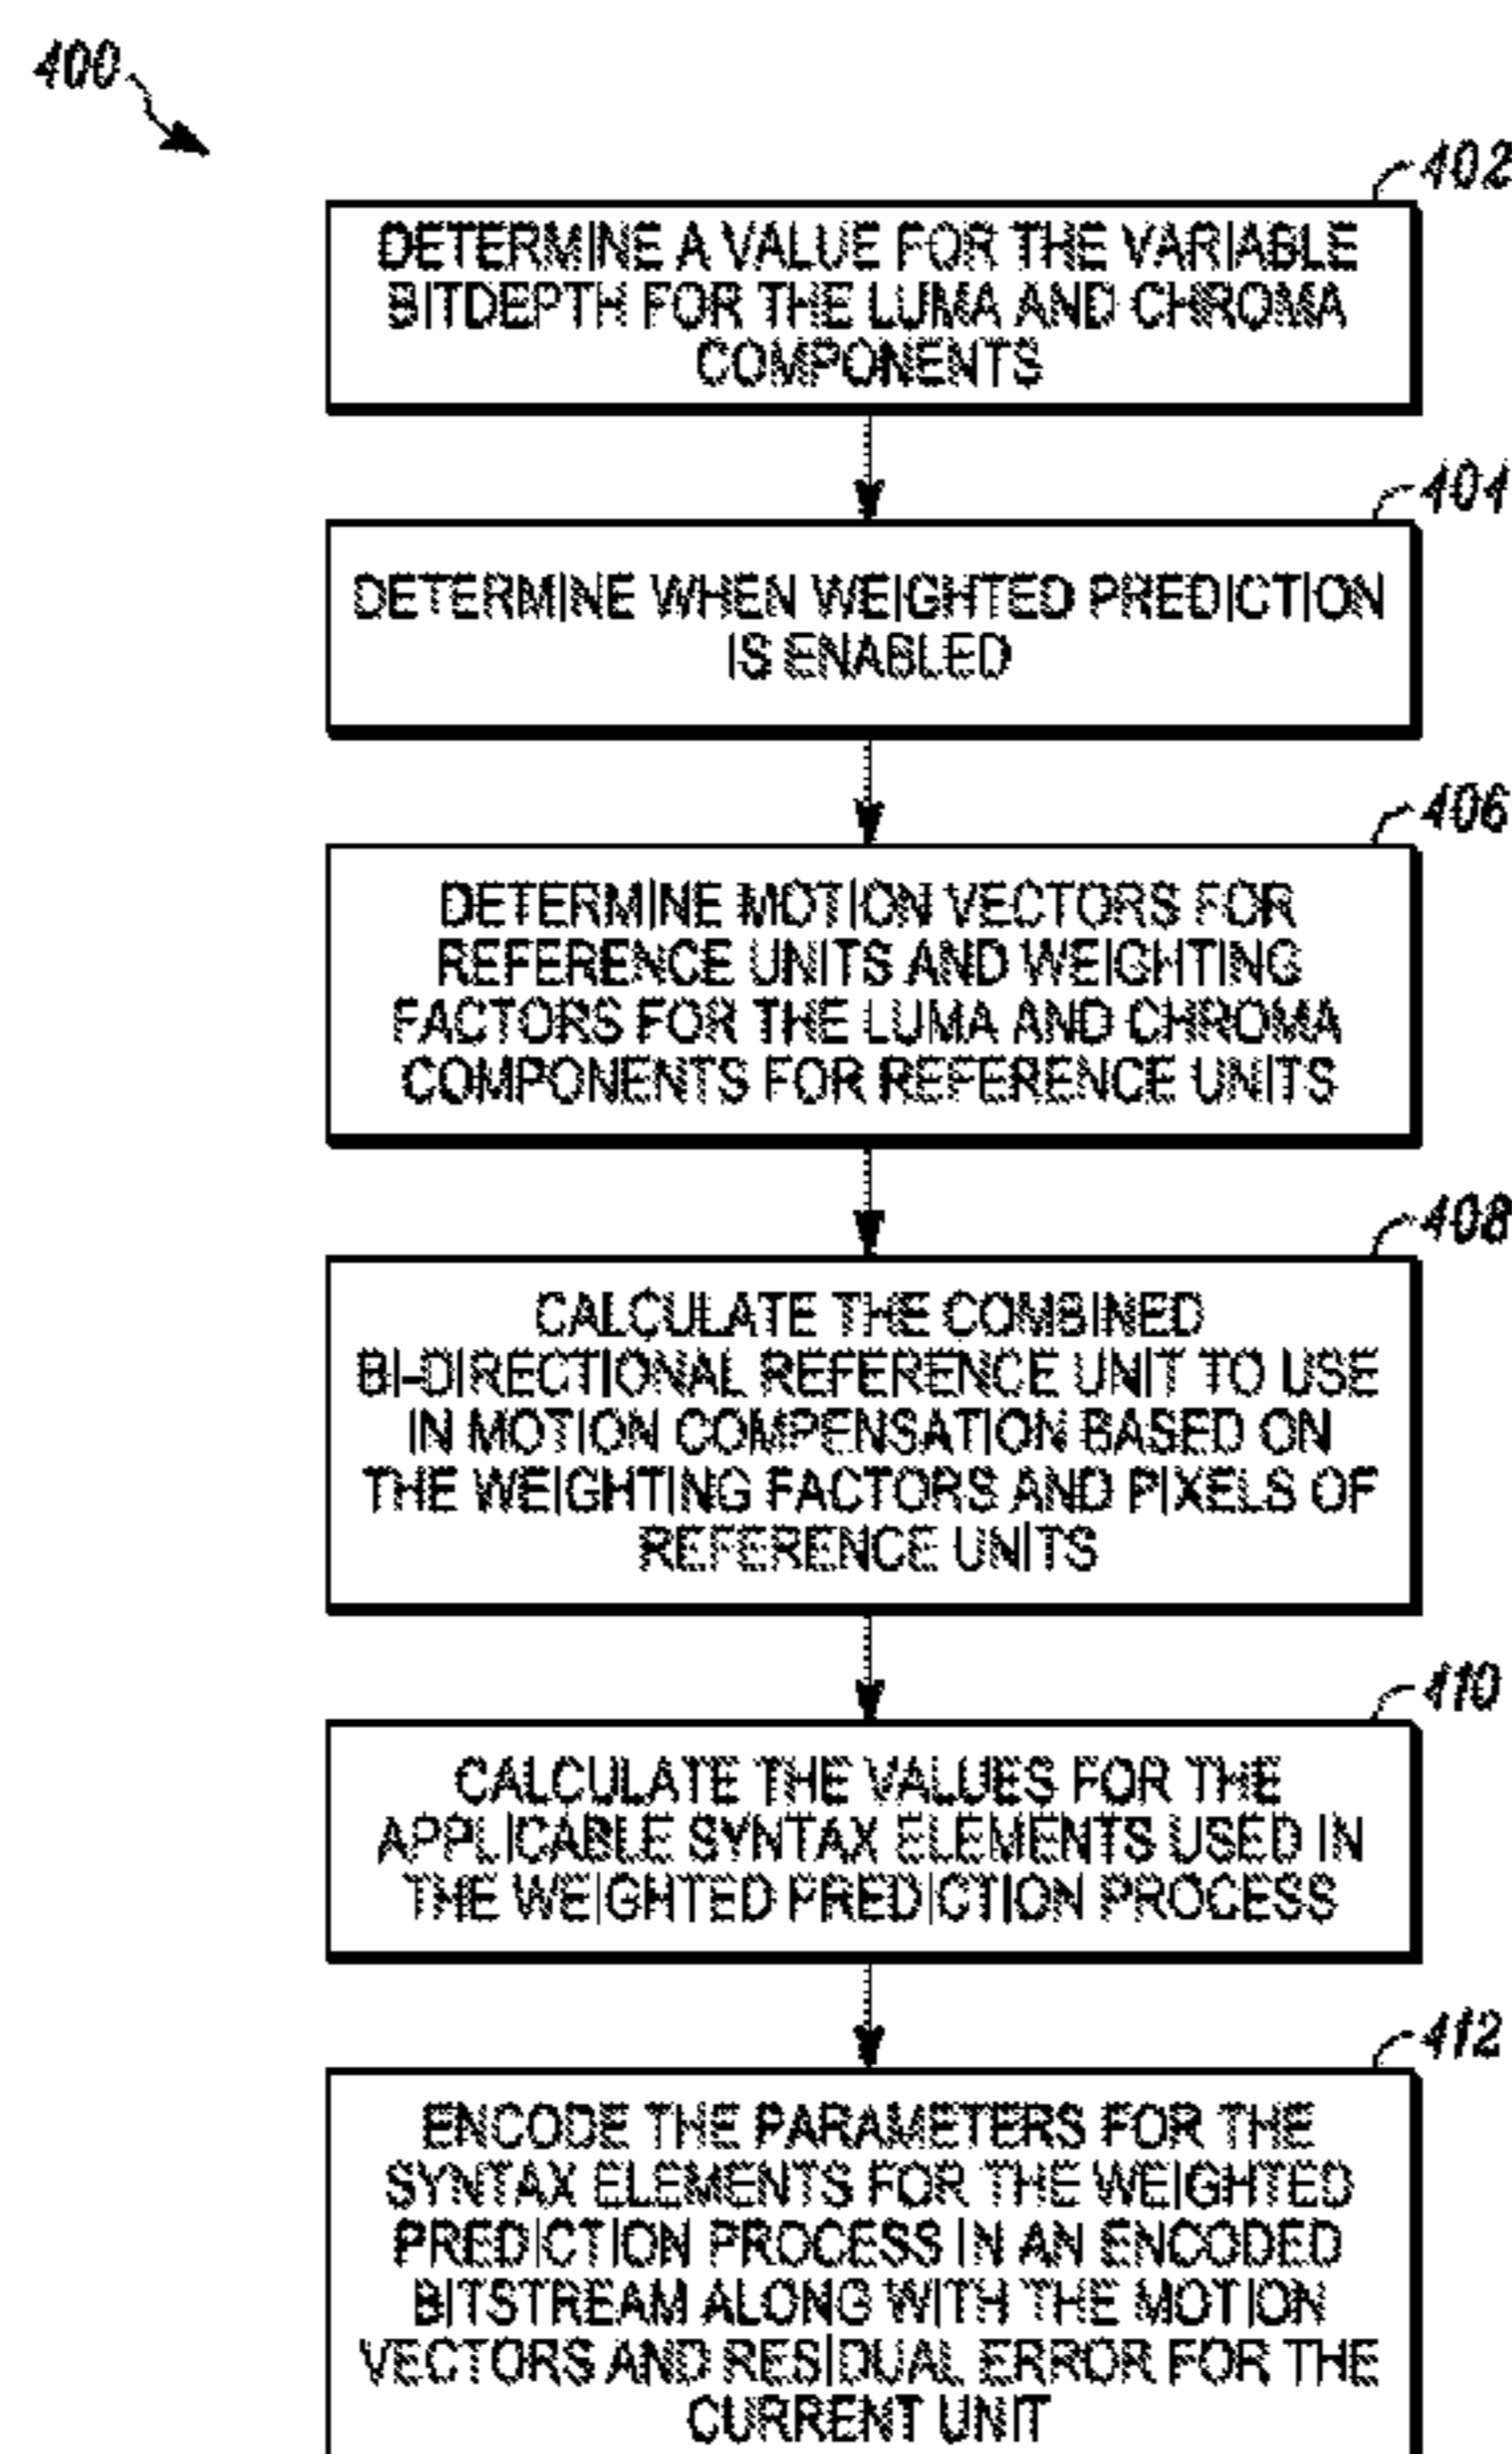 400
402
DETERMINE A VALUE FOR THE VARIABLE
BITDEPTH FOR THE LUMA AND CHROMA
COMPONENTS
404
DETERMINE WHEN WEIGHTED PREDICTION
IS ENABLED
406
DETERMINE MOTION VECTORS FOR
REFERENCE UNITS AND WEIGHTING
FACTORS FOR THE LUMA AND CHROMA
COMPONENTS FOR REFERENCE UNITS
408
CALCULATE THE COMBINED
BI-DIRECTIONAL REFERENCE UNIT TO USE
IN MOTION COMPENSATION BASED ON
THE WEIGHTING FACTORS AND PIXELS OF
REFERENCE UNITS
410
CALCULATE THE VALUES FOR THE
APPLICABLE SYNTAX ELEMENTS USED IN
THE WEIGHTED PREDICTION PROCESS
412
ENCODE THE PARAMETERS FOR THE
SYNTAX ELEMENTS FOR THE WEIGHTED
PREDICTION PROCESS IN AN ENCODED
BITSTREAM ALONG WITH THE MOTION
VECTORS AND RESIDUAL ERROR FOR THE
CURRENT UNIT